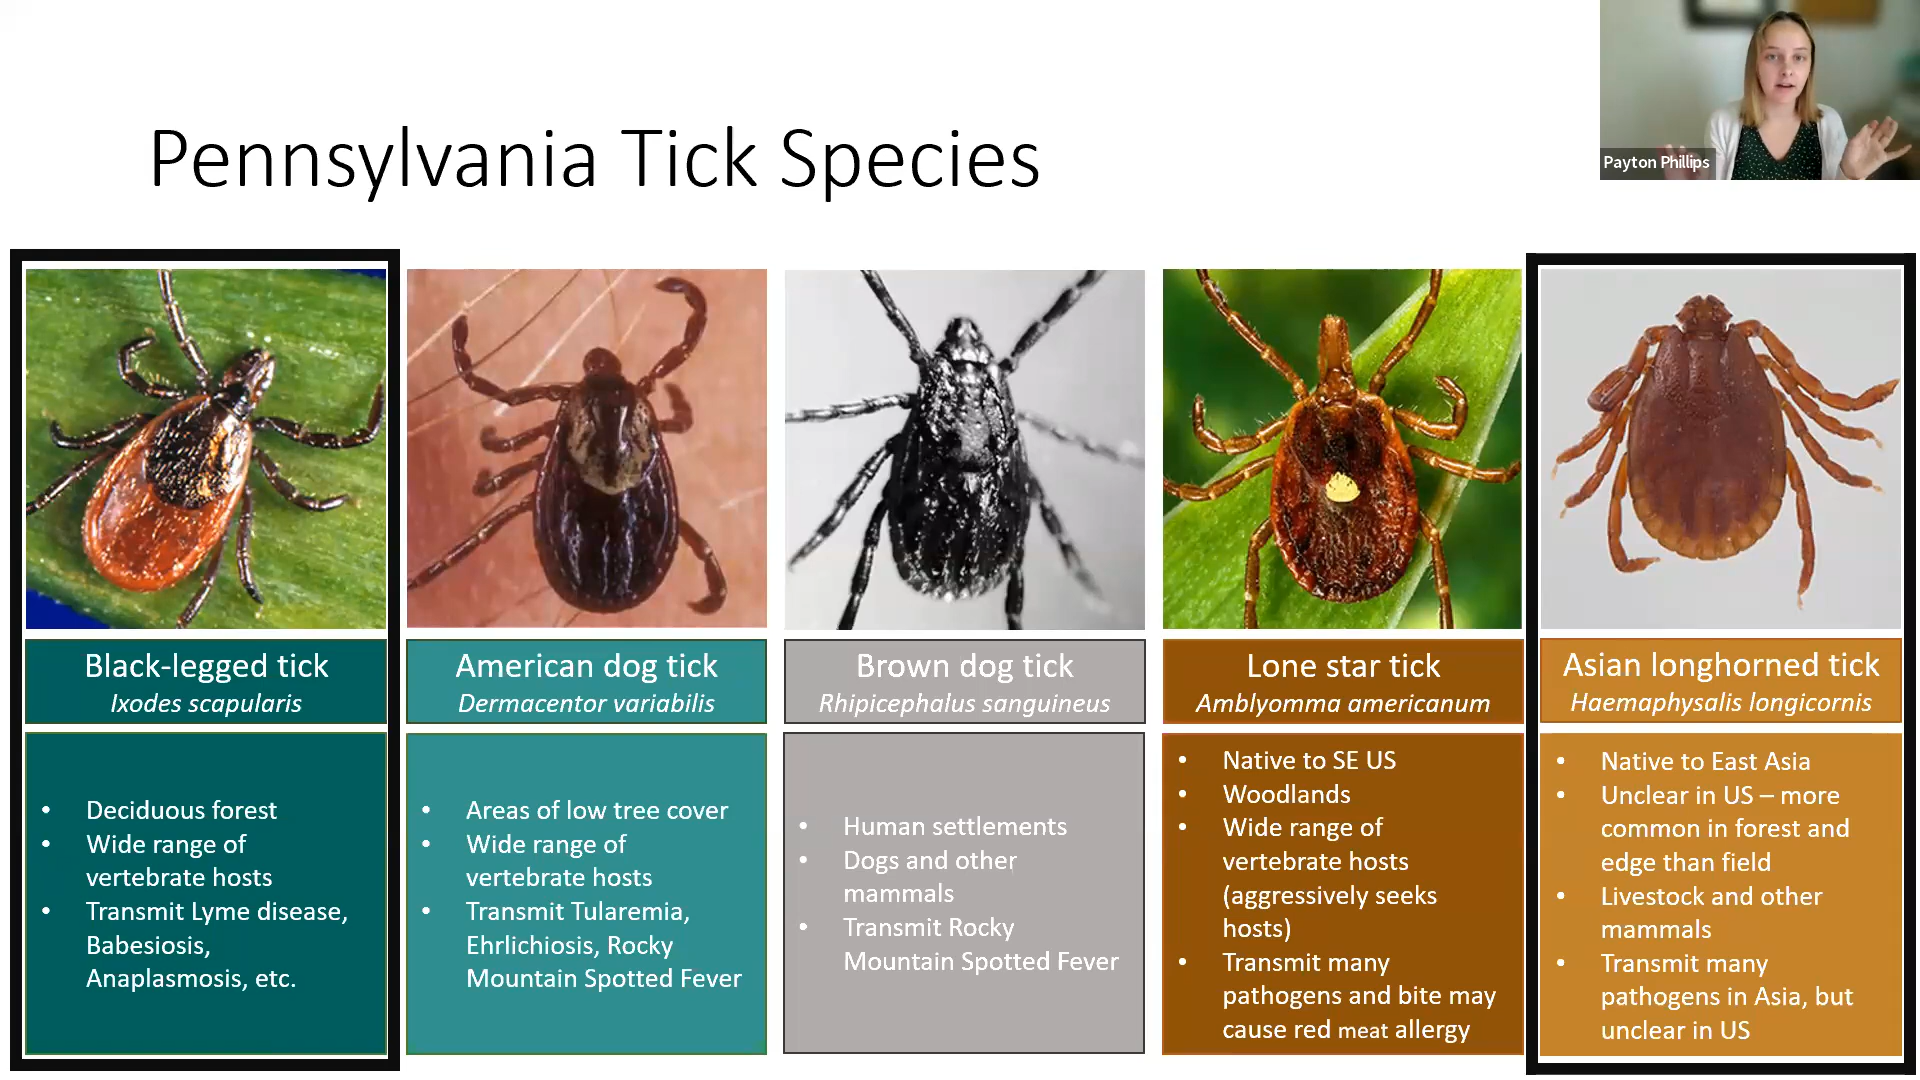 Payton Phillips
Pennsylvania Tick Species
Black-legged tick
Ixodes scapularis
• Deciduous forest
• Wide range of
vertebrate hosts
• Transmit Lyme disease,
Babesiosis,
Anaplasmosis, etc.
American dog tick
Dermacentor variabilis
• Areas of low tree cover
• Wide range of
vertebrate hosts
• Transmit Tularemia,
Ehrlichiosis, Rocky
Mountain Spotted Fever
Brown dog tick
Rhipicephalus sanguineus
• Human settlements
• Dogs and other
mammals
• Transmit Rocky
Mountain Spotted Fever
Lone star tick
Amblyomma americanum
• Native to SE US
• Woodlands
• Wide range of
vertebrate hosts
(aggressively seeks
hosts)
• Transmit many
pathogens and bite may
cause red meat allergy
Asian longhorned tick
Haemaphysalis longicornis
• Native to East Asia
• Unclear in US – more
common in forest and
edge than field
• Livestock and other
mammals
• Transmit many
pathogens in Asia, but
unclear in US